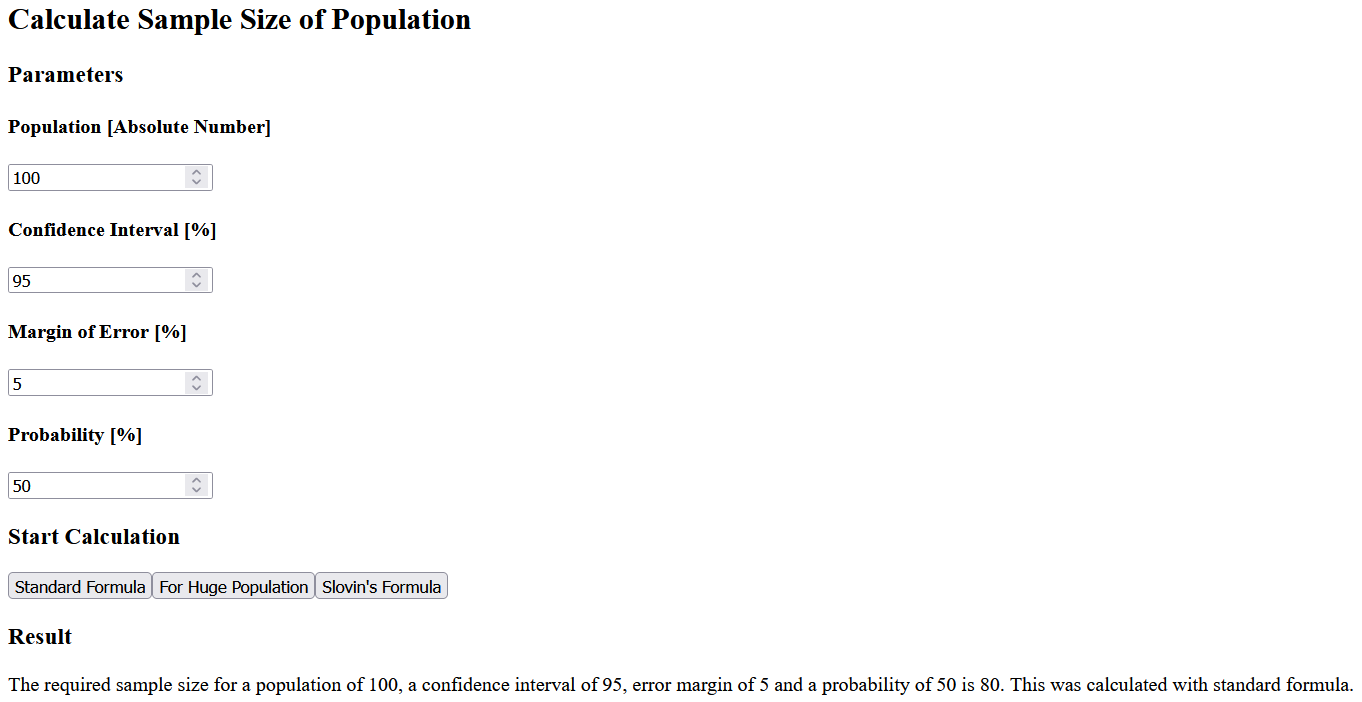 Calculate Sample Size of Population
Parameters
Population [Absolute Number]
100
Confidence Interval [%]
95
Margin of Error [%]
5
Probability [%]
50
Start Calculation
Standard Formula For Huge Population Slovin's Formula
Result
The required sample size for a population of 100, a confidence interval of 95, error margin of 5 and a probability of 50 is 80. This was calculated with standard formula.